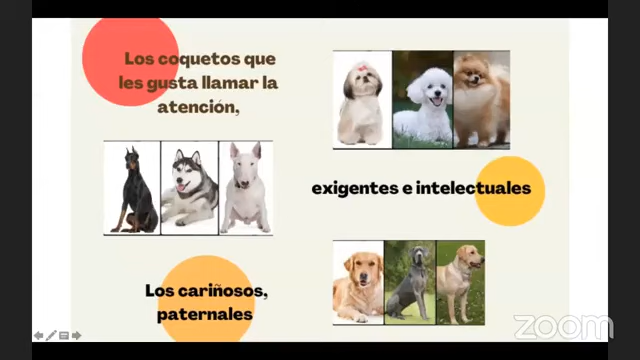 Los coquetos que
les gusta llamar la
atención,
exigentes e intelectuales
Los cariñosos,
paternales
zoom